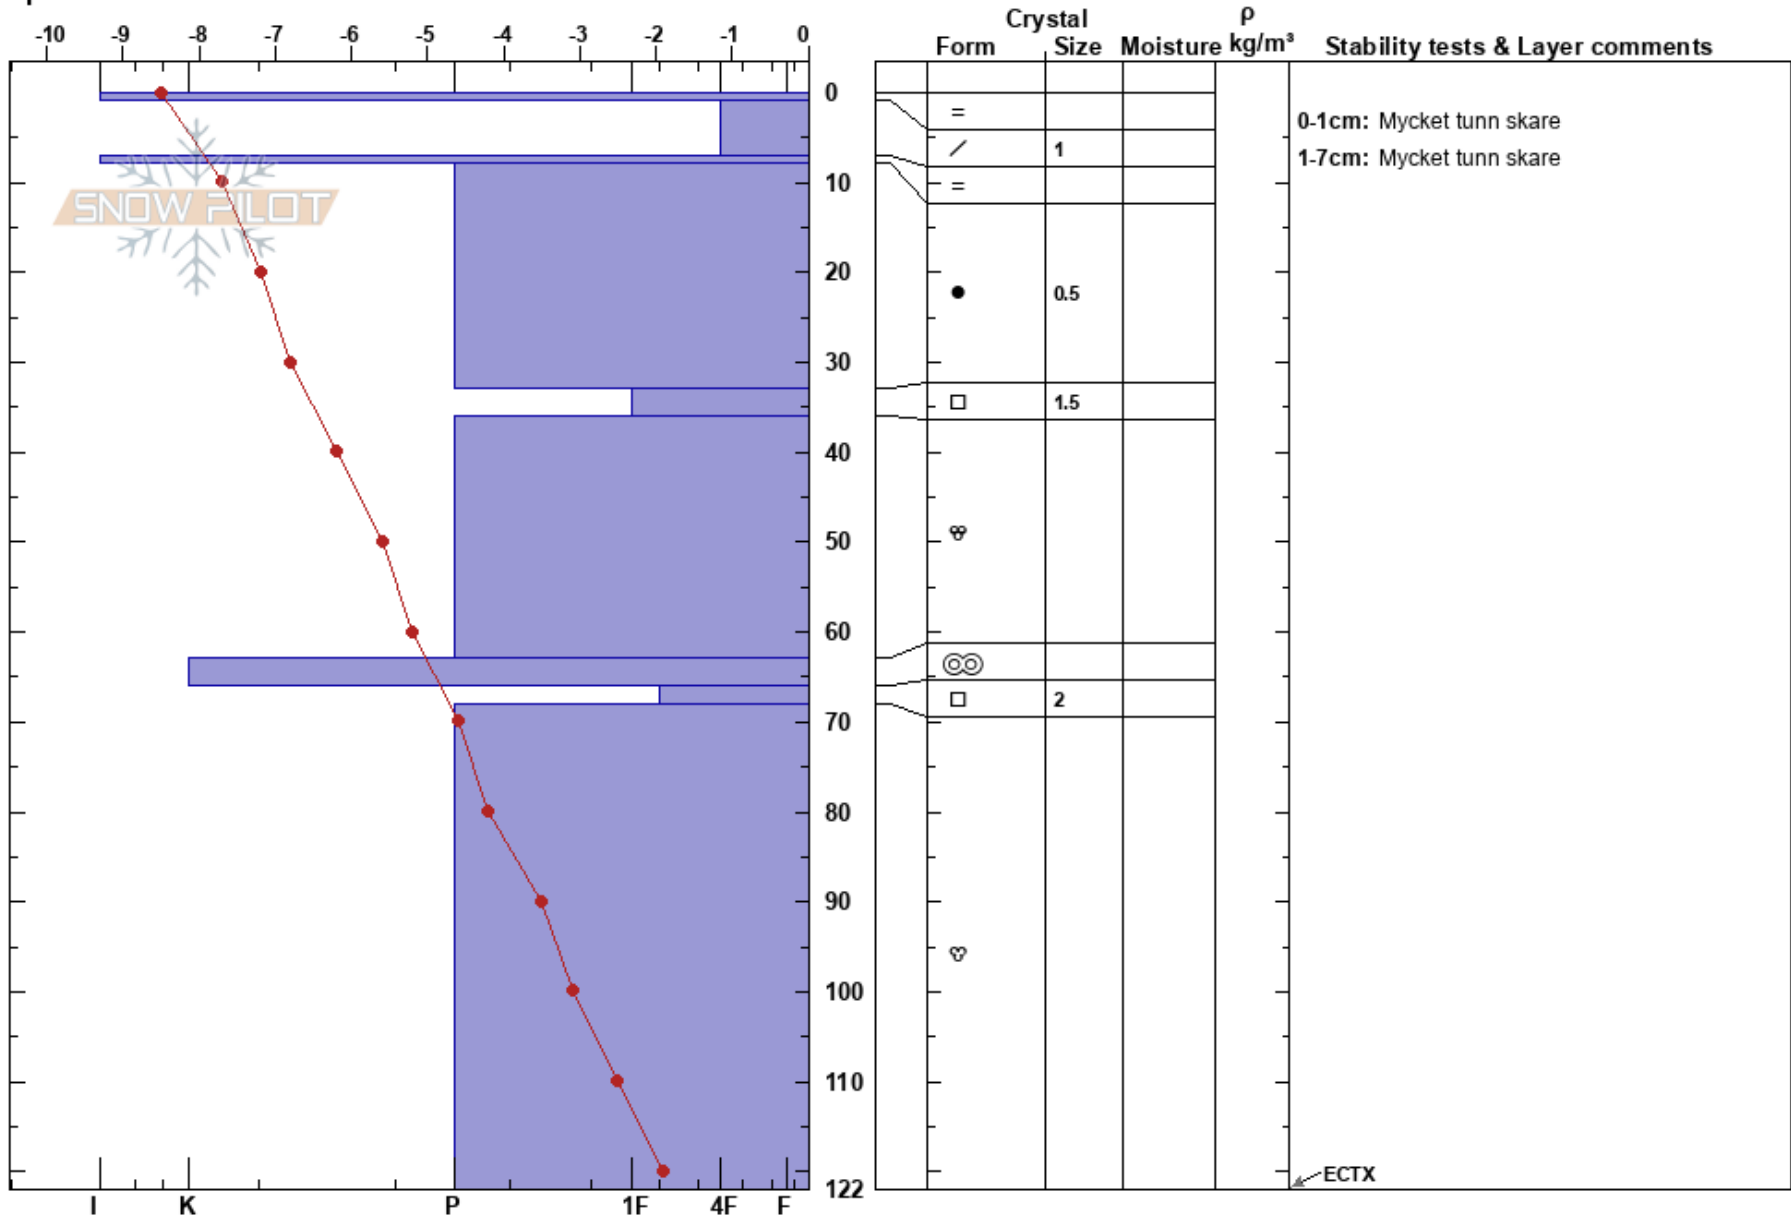 Crystal ρ
-10 -9 -8 -7 -6 -5 -4 -3 -2 -1 0
Form Size Moisture kg/m³ Stability tests & Layer comments
0
=
0-1cm: Mycket tunn skare
/ 1
1-7cm: Mycket tunn skare
10
=
SNOW PILOT
20
● 0.5
30
□ 1.5
40
50
60
□ 2
70
80
90
100
110
ECTX
122
I K P 1F 4F F